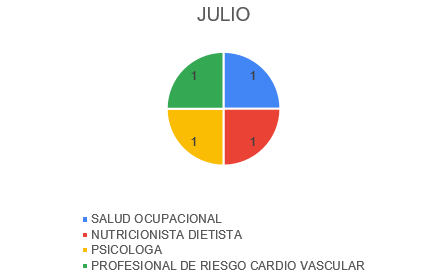 JULIO
1 1
1 1
SALUD OCUPACIONAL
NUTRICIONISTA DIETISTA
PSICOLOGA
PROFESIONAL DE RIESGO CARDIO VASCULAR